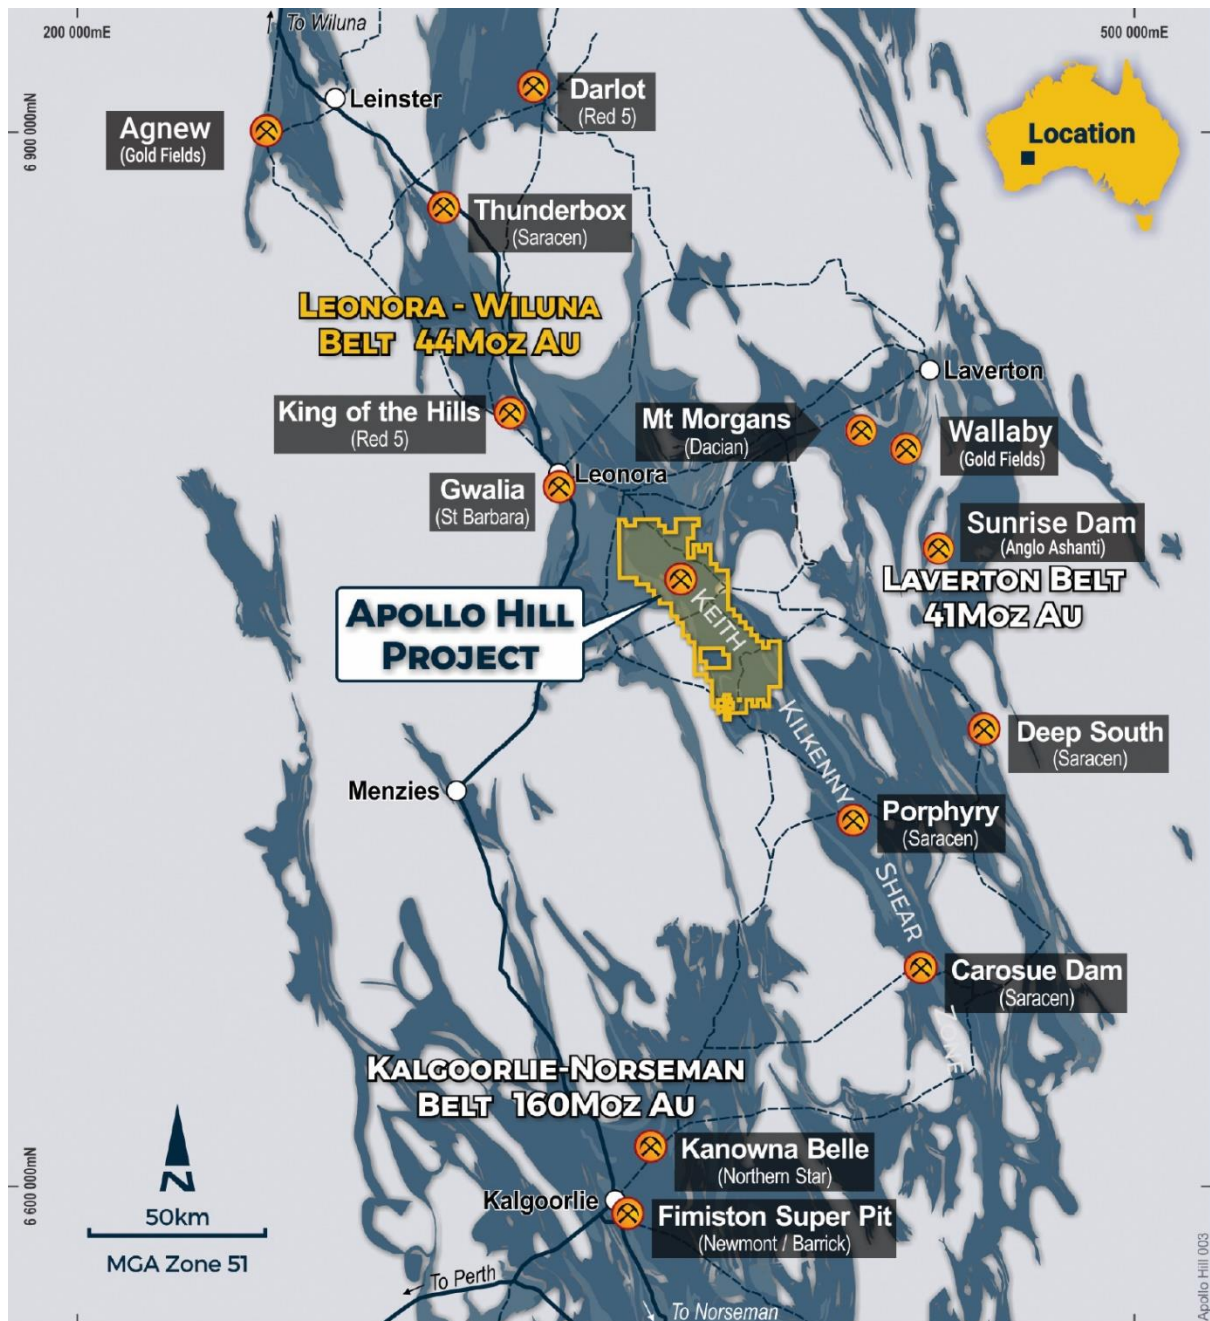 To Wiluna
200 000mE
500 000mE
Leinster
Darlot
(Red 5)
Agnew
(Gold Fields)
6 900 000mN
Location
Thunderbox
(Saracen)
LEONORA - WILUNA
BELT 44MOZ AU
Laverton
King of the Hills
(Red 5)
Mt Morgans
(Dacian)
Wallaby
(Gold Fields)
Leonora
Gwalia
(St Barbara)
Sunrise Dam
(Anglo Ashanti)
LAVERTON BELT
41MOZ AU
APOLLO HILL
PROJECT
KEITH
KILKENNY
SHEAR
ZONE
Deep South
(Saracen)
Menzies
Porphyry
(Saracen)
Carosue Dam
(Saracen)
KALGOORLIE-NORSEMAN
BELT 160MOZ AU
Kanowna Belle
(Northern Star)
6 600 000mN
N
Kalgoorlie
50km
Fimiston Super Pit
(Newmont / Barrick)
MGA Zone 51
To Perth
To Norseman
Apollo Hill 003